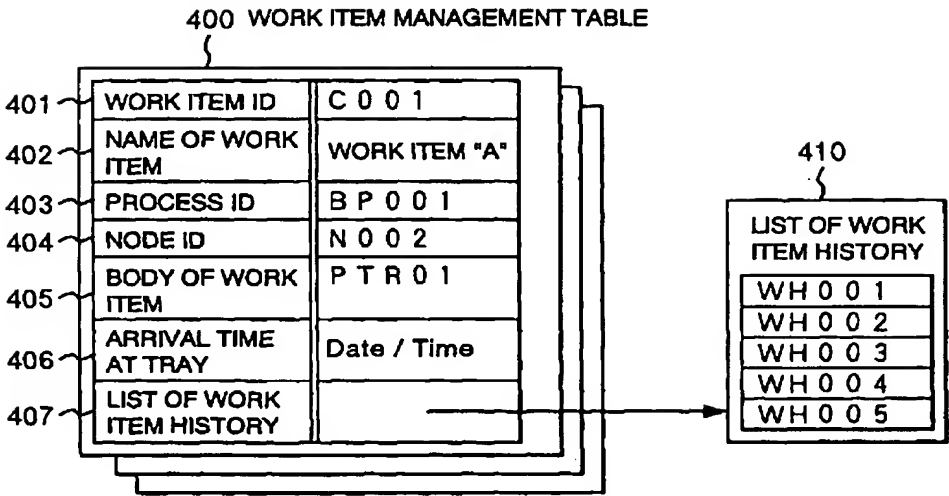 400 WORK ITEM MANAGEMENT TABLE
401 WORK ITEM ID C001
402 NAME OF WORK ITEM WORK ITEM "A"
403 PROCESS ID BP001
404 NODE ID N002
405 BODY OF WORK ITEM PTR01
406 ARRIVAL TIME AT TRAY Date / Time
407 LIST OF WORK ITEM HISTORY
410
LIST OF WORK
ITEM HISTORY
WH001
WH002
WH003
WH004
WH005